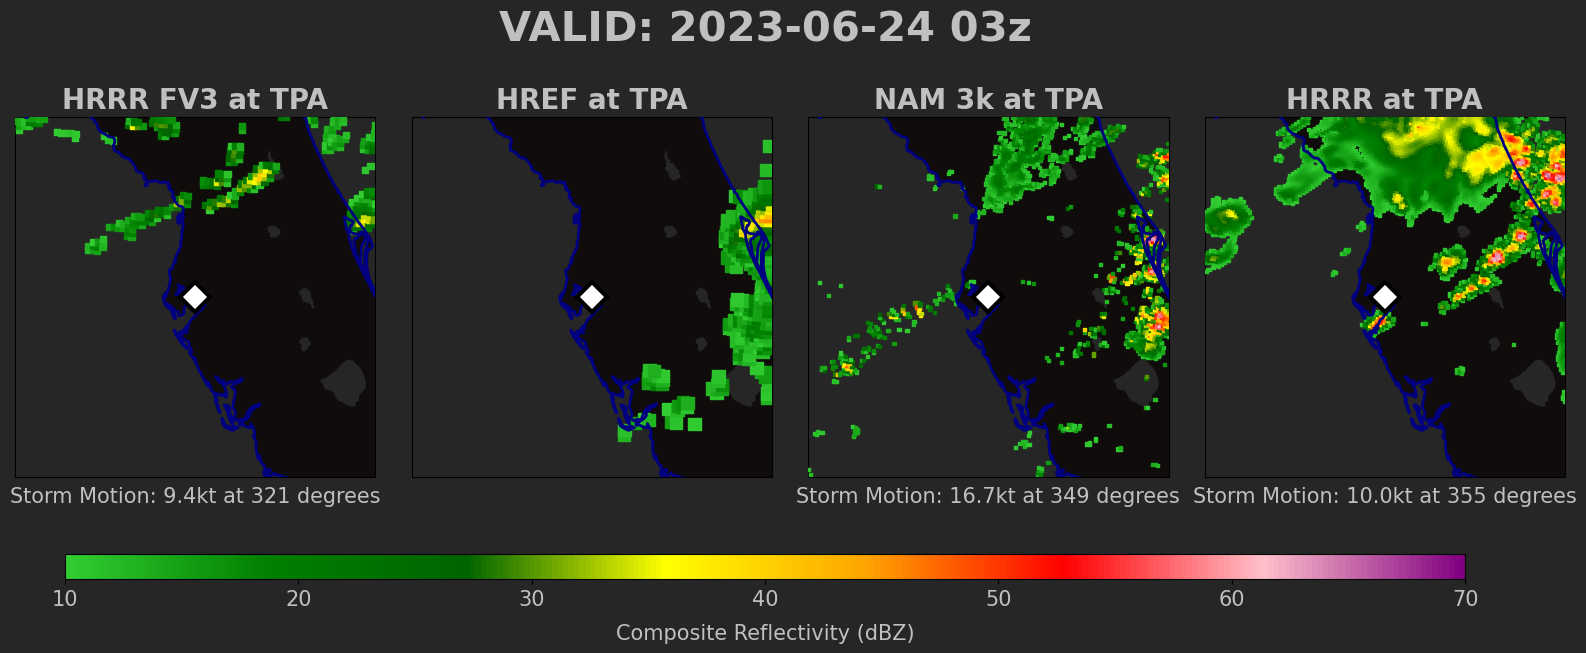 VALID: 2023-06-24 03z
HRRR FV3 at TPA
HREF at TPA
NAM 3k at TPA
HRRR at TPA
Storm Motion: 9.4kt at 321 degrees
Storm Motion: 16.7kt at 349 degrees
Storm Motion: 10.0kt at 355 degrees
10 20 30 40 50 60 70
Composite Reflectivity (dBZ)